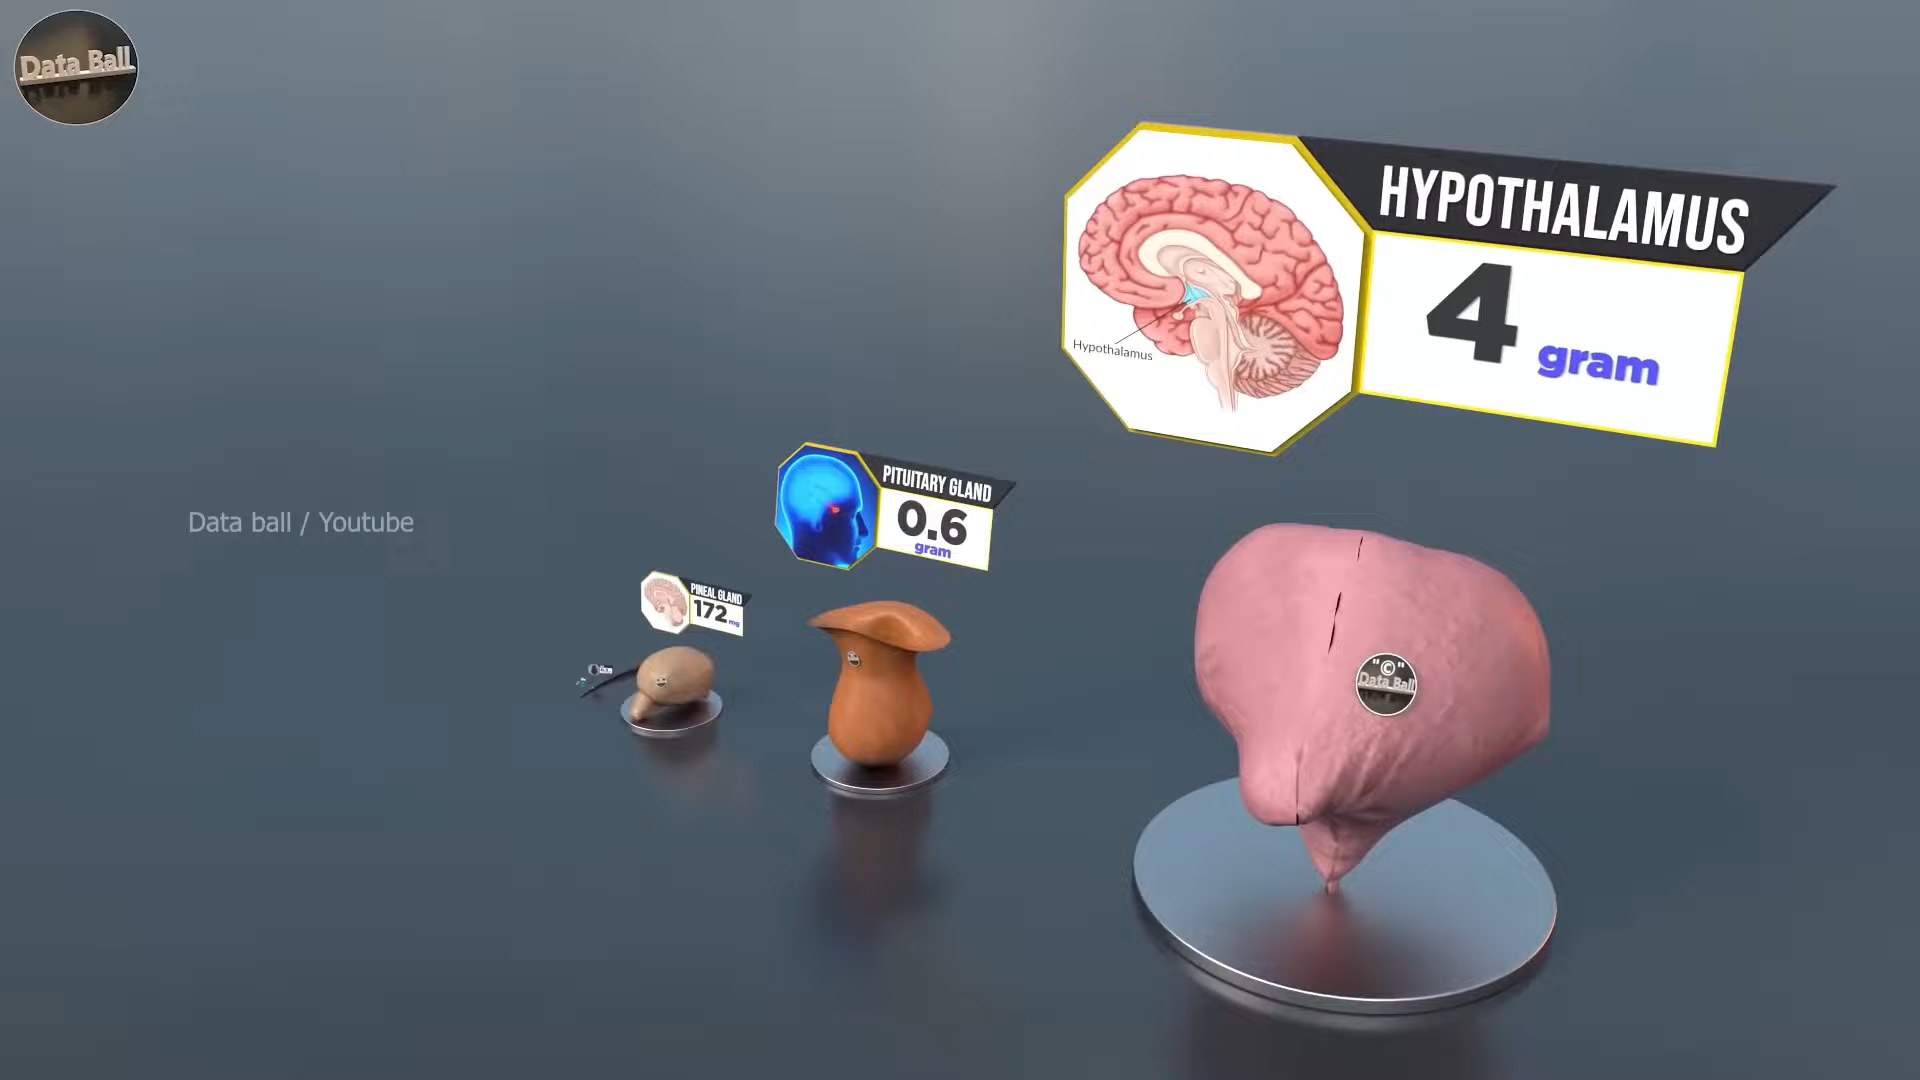 Data Ball
HYPOTHALAMUS
4 gram
Hypothalamus
PITUITARY GLAND
0.6
gram
Data ball / Youtube
PINEAL GLAND
172 mg
"©"
Data Ball